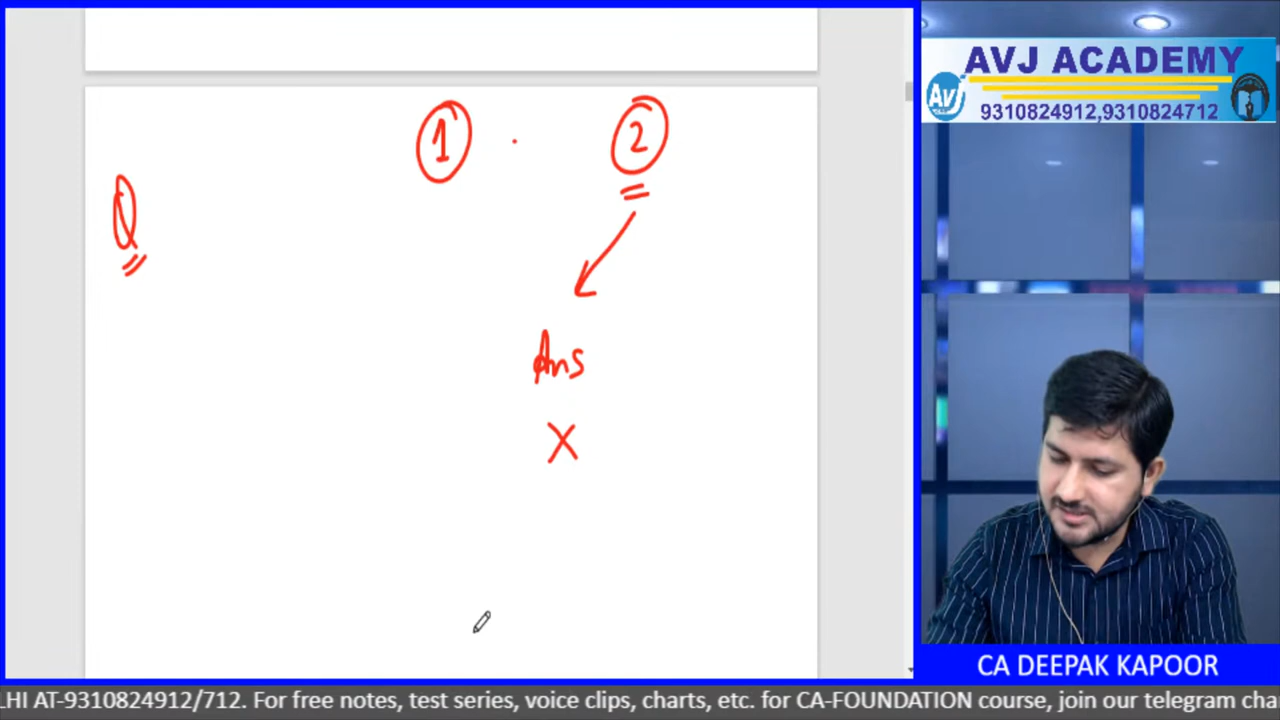 AVJ ACADEMY
AV
9310824912,9310824712
1 . 2
Q
Ans
X
CA DEEPAK KAPOOR
LHI AT-9310824912/712. For free notes, test series, voice clips, charts, etc. for CA-FOUNDATION course, join our telegram cha